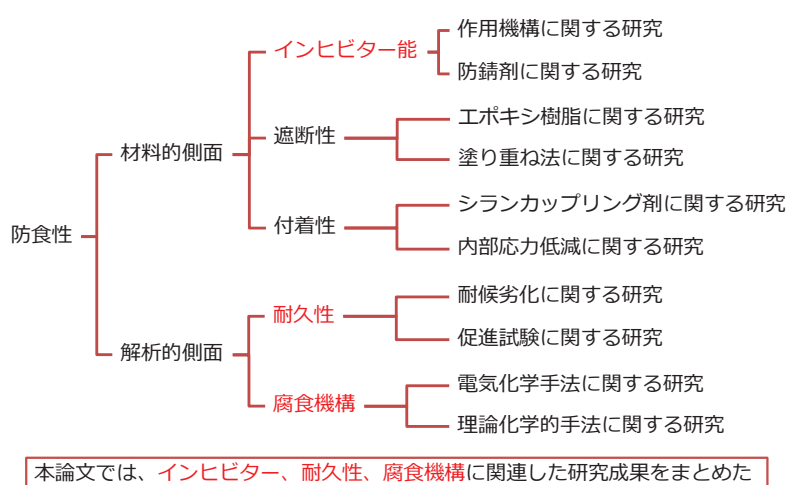 防食性
材料的側面
インヒビター能
作用機構に関する研究
防錆剤に関する研究
遮断性
エポキシ樹脂に関する研究
塗り重ね法に関する研究
付着性
シランカップリング剤に関する研究
内部応力低減に関する研究
解析的側面
耐久性
耐候劣化に関する研究
促進試験に関する研究
腐食機構
電気化学手法に関する研究
理論化学的手法に関する研究
本論文では、インヒビター、耐久性、腐食機構に関連した研究成果をまとめた